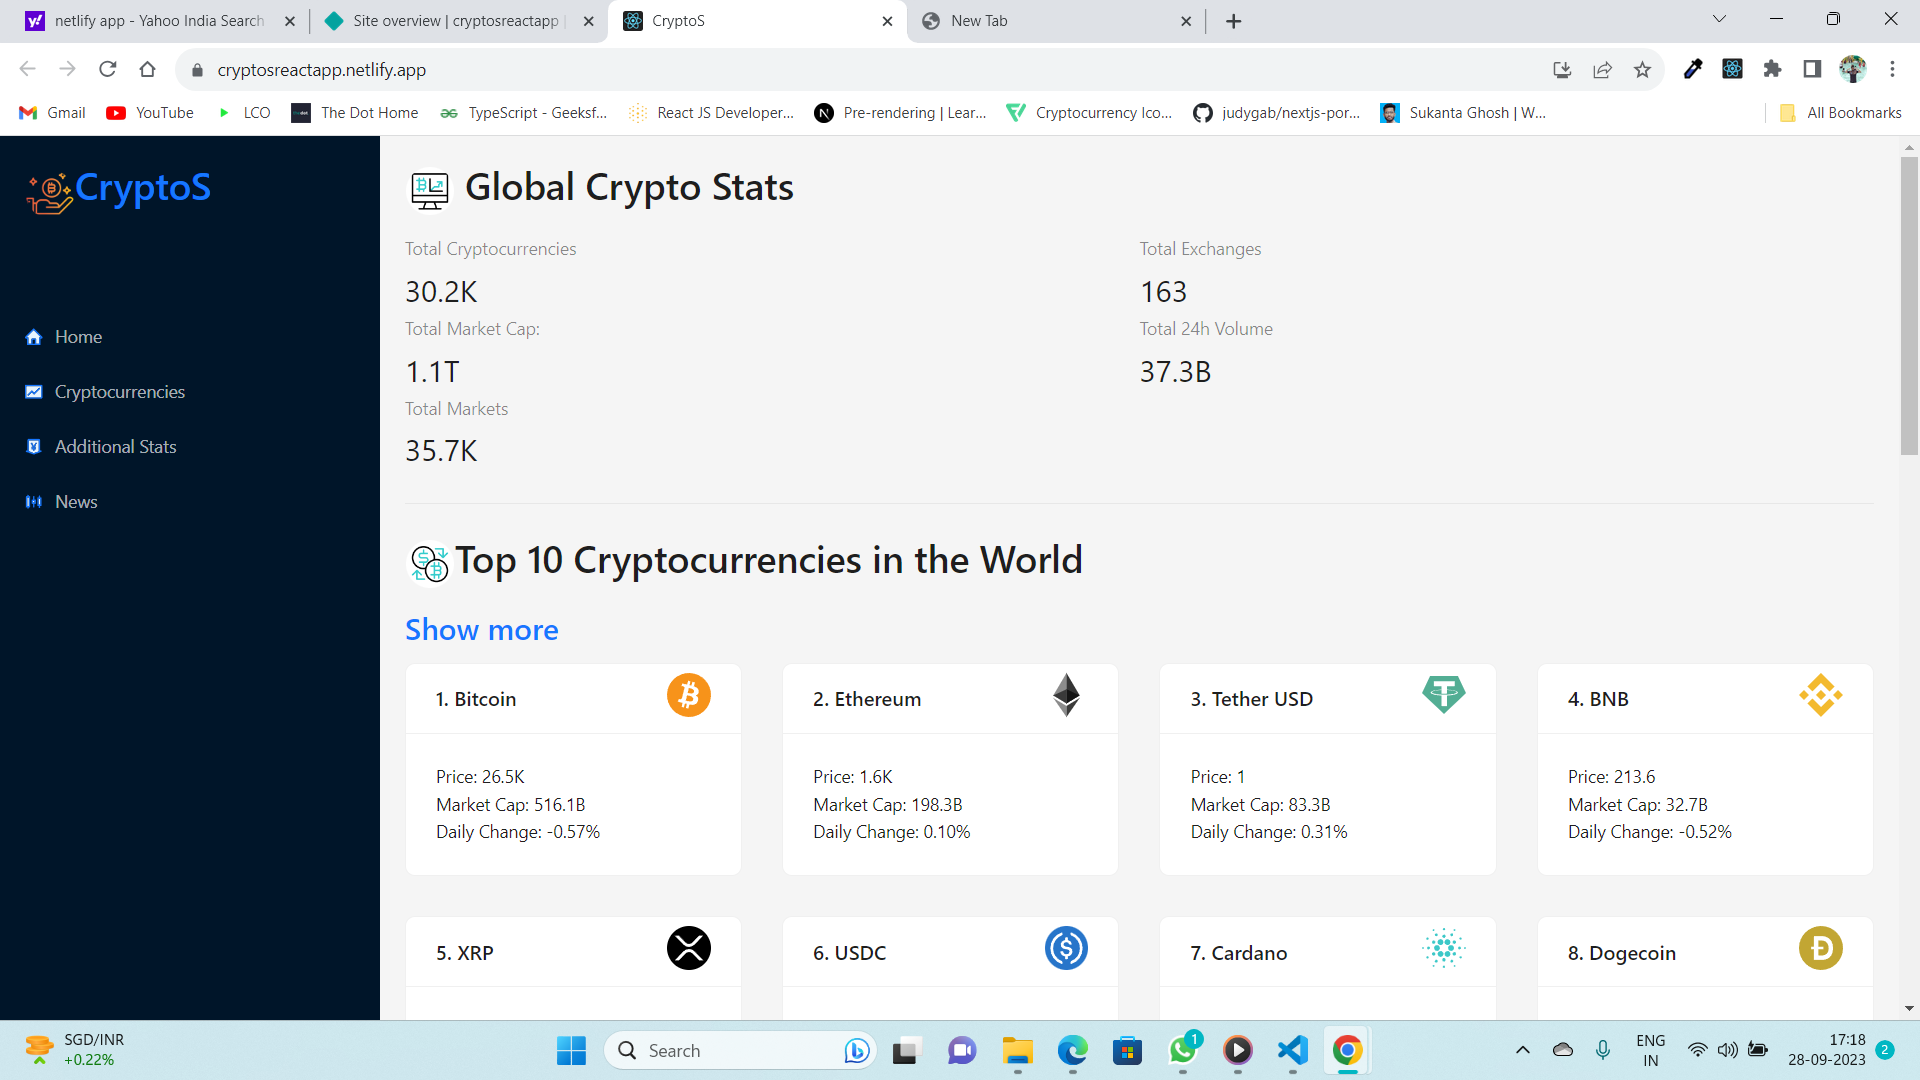 netlify app - Yahoo India Search
Site overview | cryptosreactapp |
CryptoS
New Tab
cryptosreactapp.netlify.app
Gmail
YouTube
LCO
The Dot Home
TypeScript - Geeksf...
React JS Developer...
Pre-rendering | Lear...
Cryptocurrency Ico...
judygab/nextjs-por...
Sukanta Ghosh | W...
All Bookmarks
CryptoS
Home
Cryptocurrencies
Additional Stats
News
Global Crypto Stats
Total Cryptocurrencies
30.2K
Total Exchanges
163
Total Market Cap:
1.1T
Total 24h Volume
37.3B
Total Markets
35.7K
Top 10 Cryptocurrencies in the World
Show more
1. Bitcoin
Price: 26.5K
Market Cap: 516.1B
Daily Change: -0.57%
2. Ethereum
Price: 1.6K
Market Cap: 198.3B
Daily Change: 0.10%
3. Tether USD
Price: 1
Market Cap: 83.3B
Daily Change: 0.31%
4. BNB
Price: 213.6
Market Cap: 32.7B
Daily Change: -0.52%
5. XRP
6. USDC
7. Cardano
8. Dogecoin
SGD/INR
+0.22%
Search
1
ENG
IN
17:18
28-09-2023
2